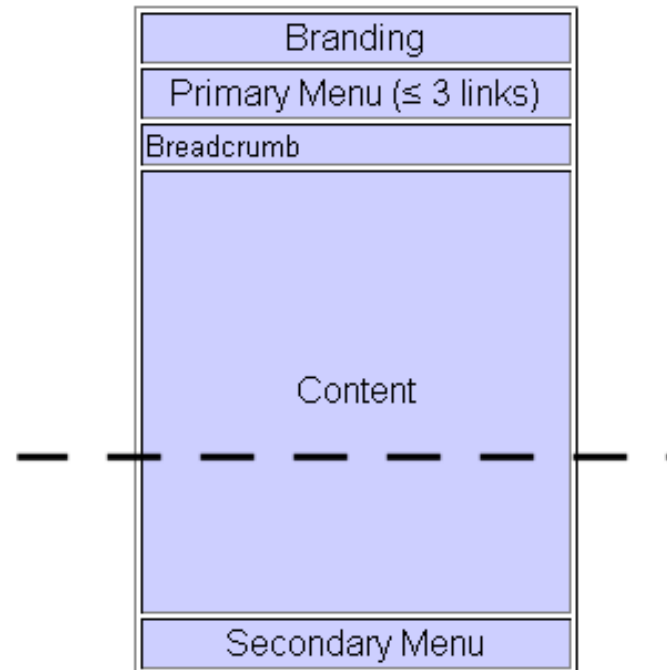 Branding
Primary Menu (≤ 3 links)
Breadcrumb
Content
Secondary Menu